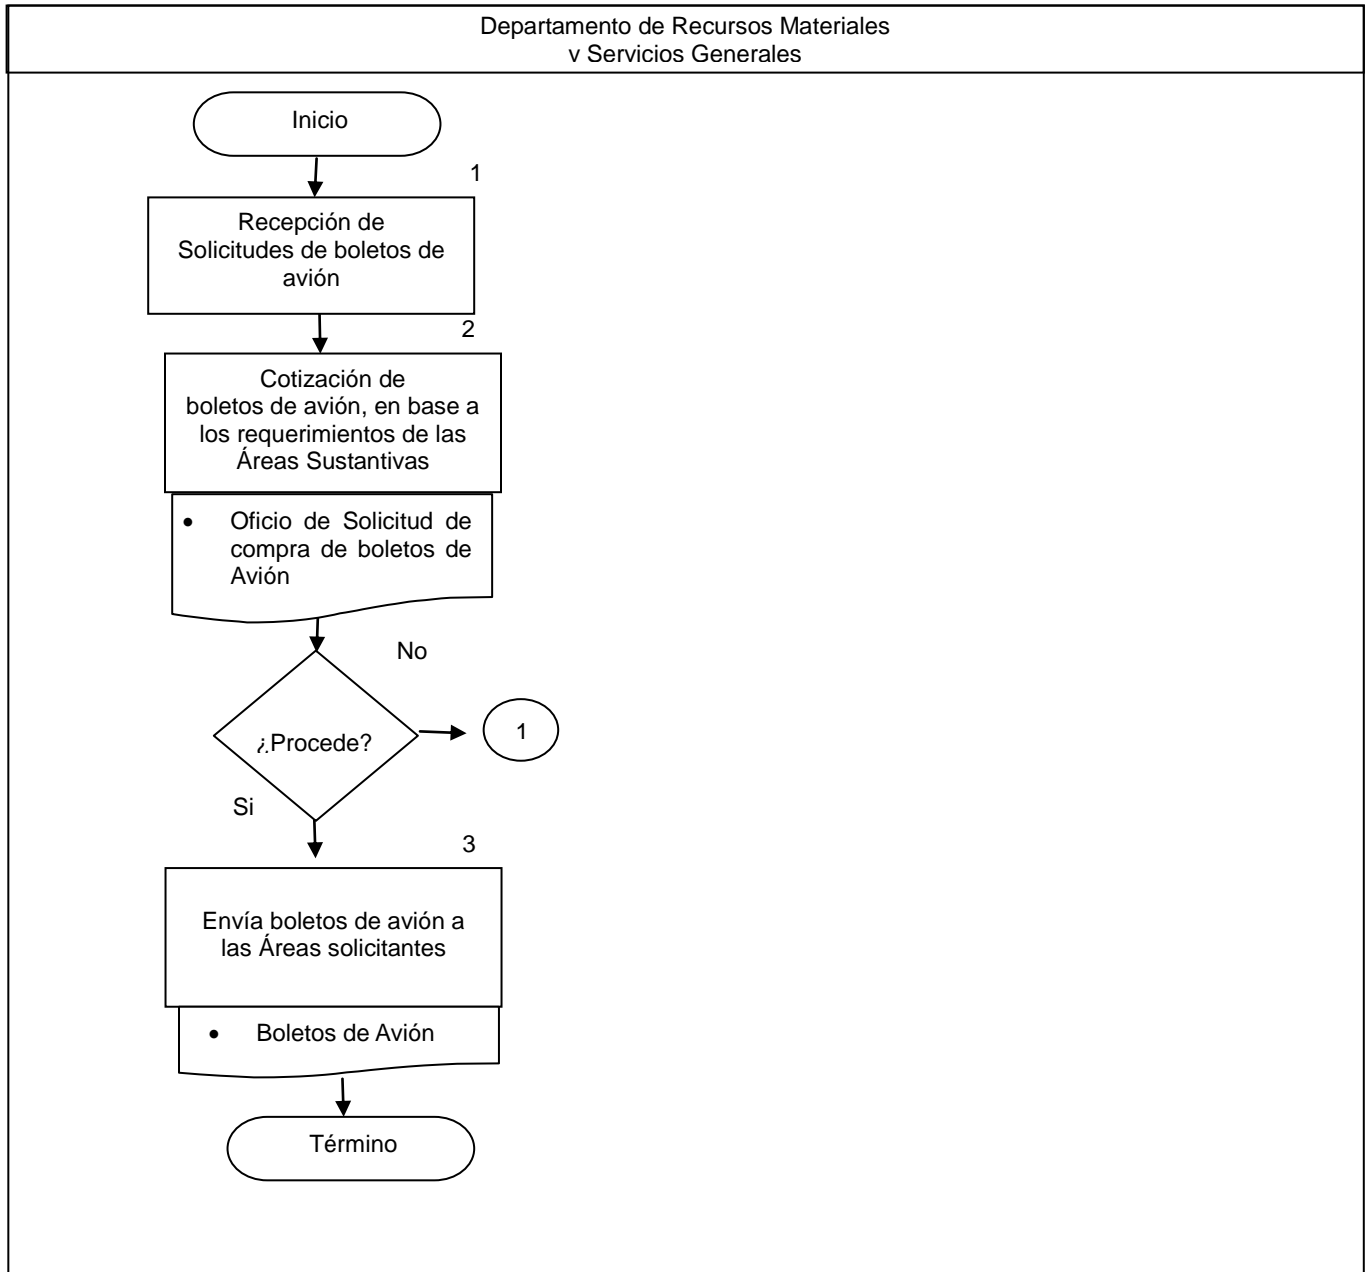 Departamento de Recursos Materiales
y Servicios Generales
Inicio
1
Recepción de
Solicitudes de boletos de
avión
2
Cotización de
boletos de avión, en base a
los requerimientos de las
Áreas Sustantivas
• Oficio de Solicitud de
compra de boletos de
Avión
No
¿Procede?
1
Si
3
Envía boletos de avión a
las Áreas solicitantes
• Boletos de Avión
Término